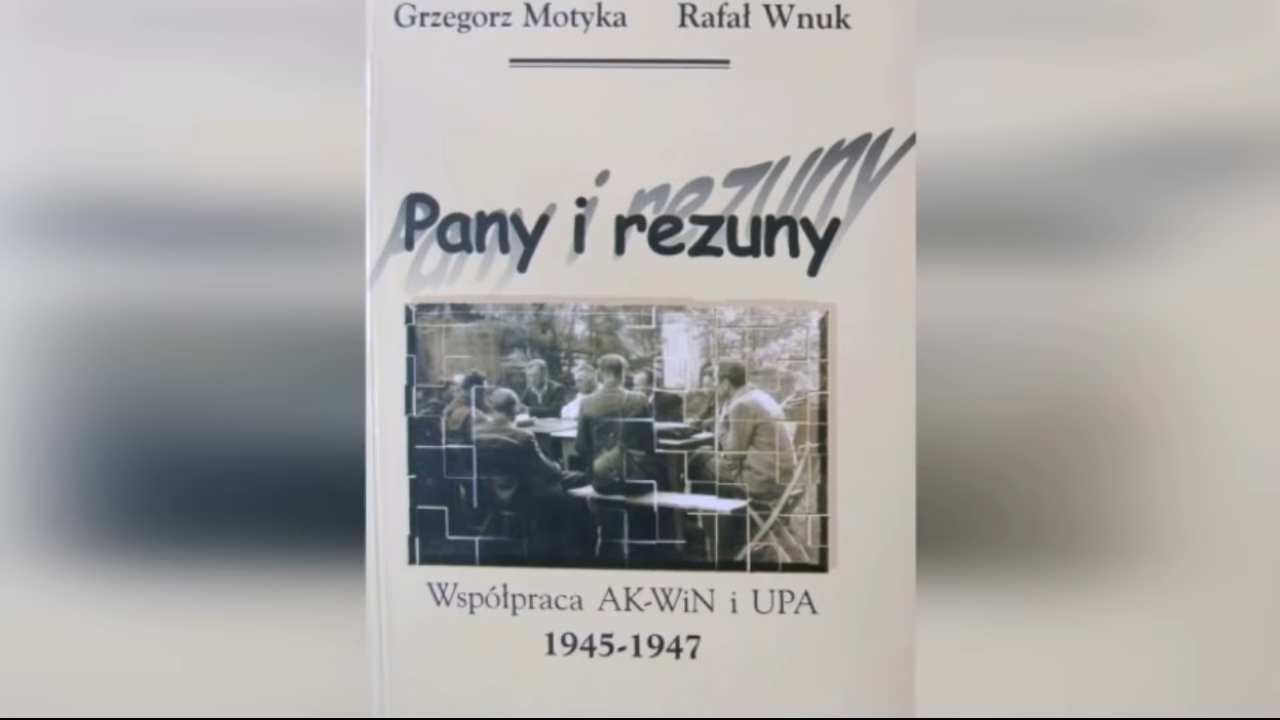 Grzegorz Motyka Rafał Wnuk
Pany i rezuny
Współpraca AK-WiN i UPA
1945-1947